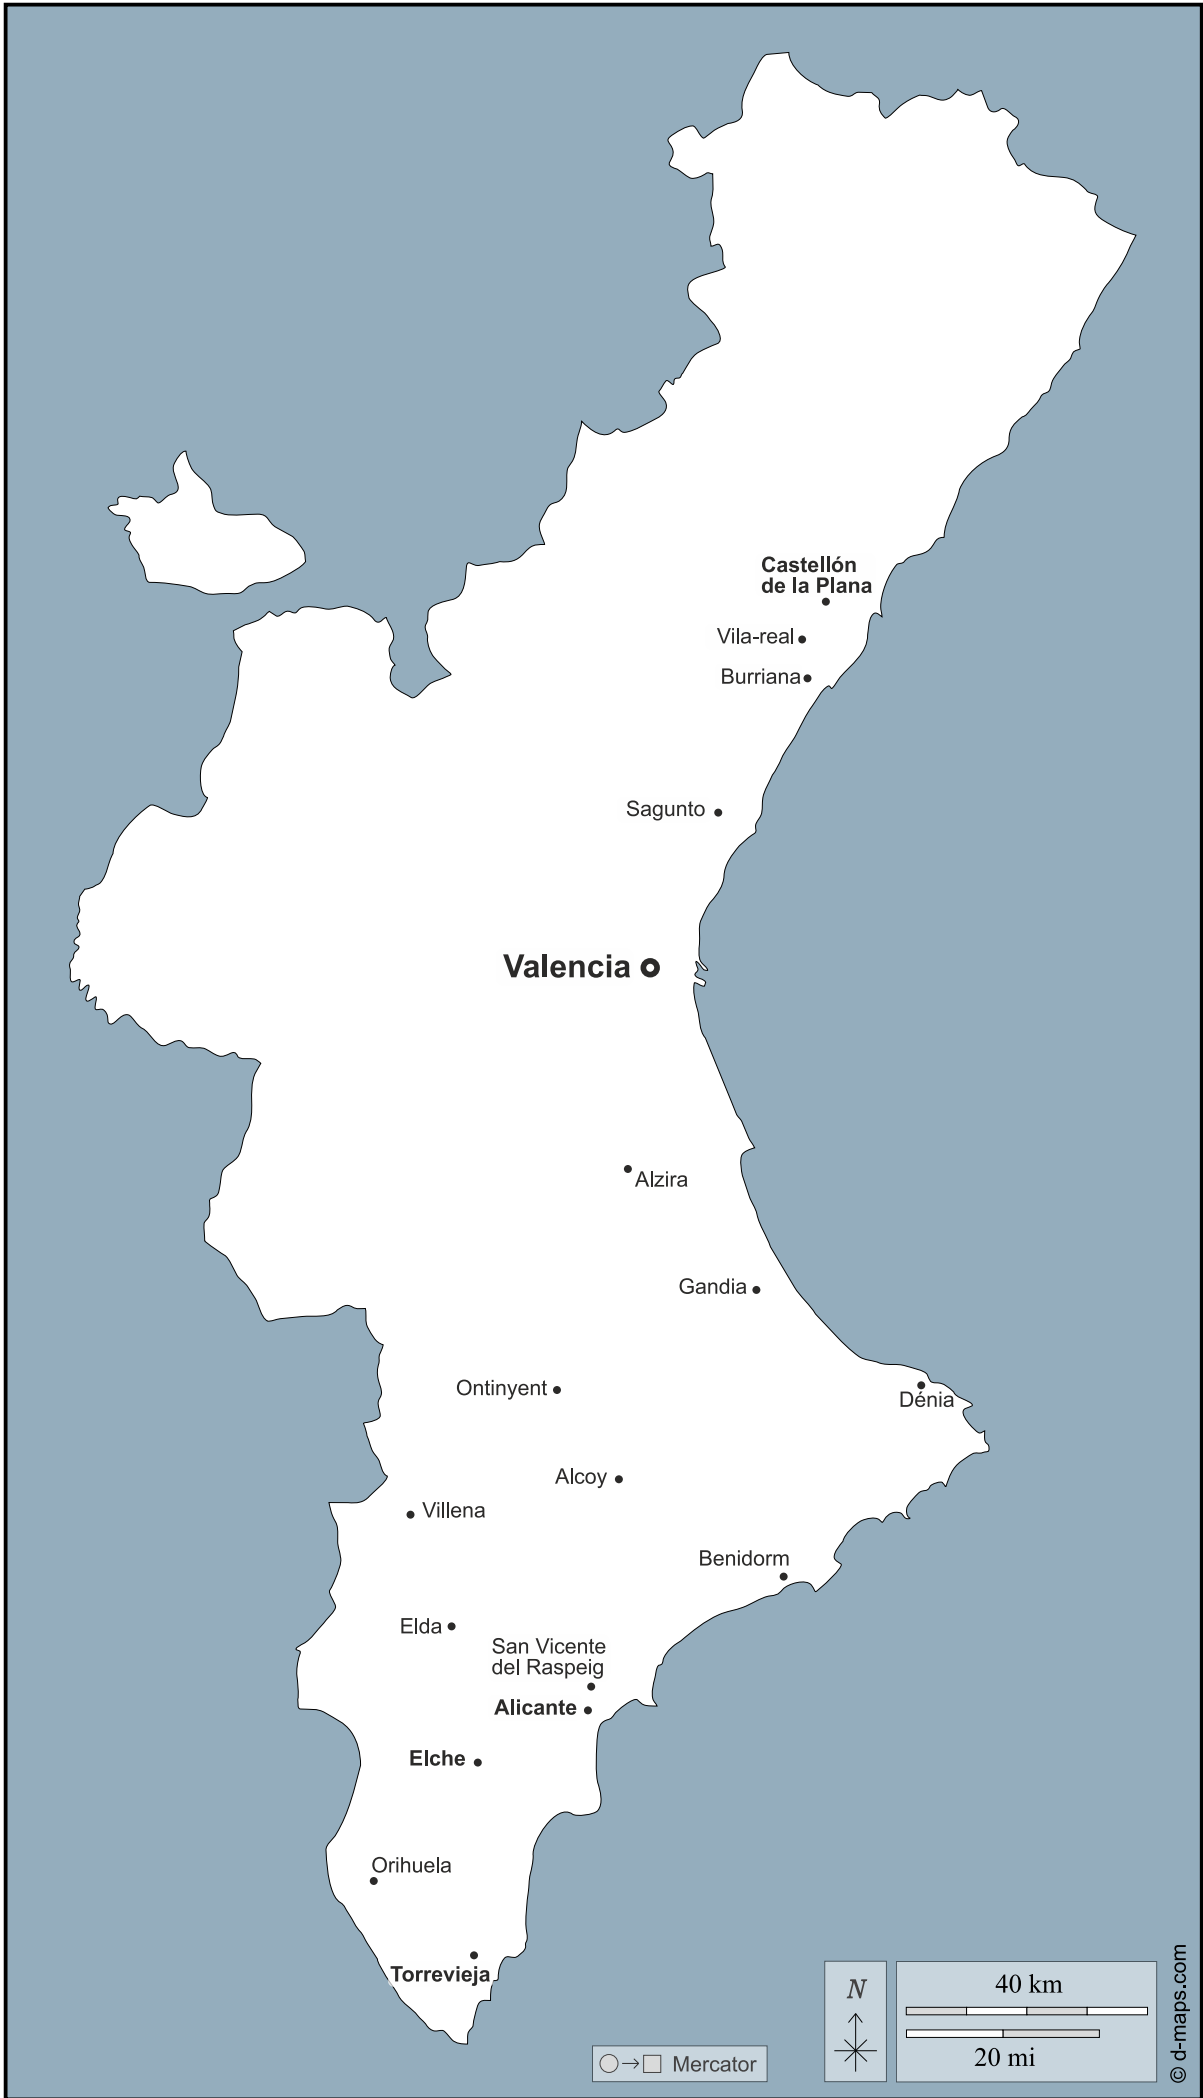 Castellón
de la Plana
Vila-real
Burriana
Sagunto
Valencia
Alzira
Gandia
Ontinyent
Dénia
Alcoy
Villena
Benidorm
Elda
San Vicente
del Raspeig
Alicante
Elche
Orihuela
Torrevieja
N
40 km
20 mi
Mercator
© d-maps.com